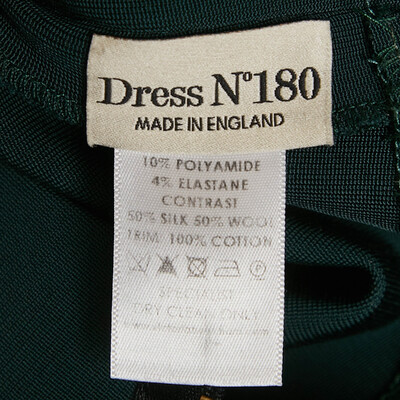 Dress Nº180
MADE IN ENGLAND
10% POLYAMIDE
4% ELASTANE
CONTRAST
50% SILK 50% WOOL
TRIM: 100% COTTON
SPECIALIST
DRY CLEAN ONLY